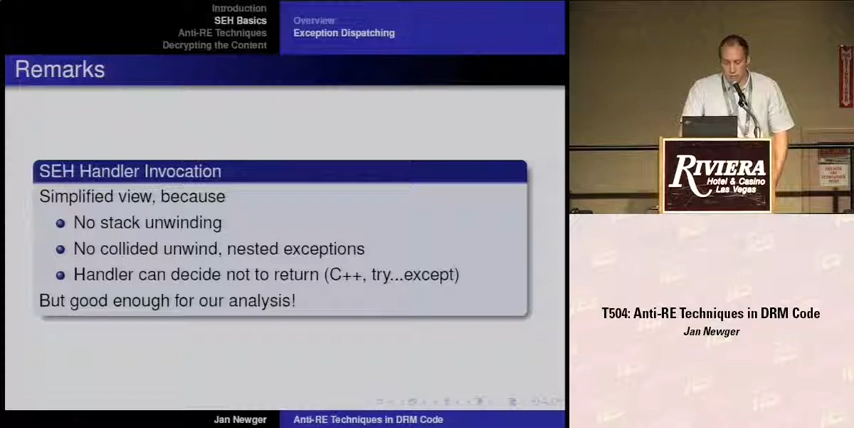 Introduction
SEH Basics
Anti-RE Techniques
Decrypting the Content
Overview
Exception Dispatching
Remarks
SEH Handler Invocation
Simplified view, because
No stack unwinding
No collided unwind, nested exceptions
Handler can decide not to return (C++, try...except)
But good enough for our analysis!
Jan Newger
Anti-RE Techniques in DRM Code
RIVIERA
Hotel & Casino
Las Vegas
T504: Anti-RE Techniques in DRM Code
Jan Newger